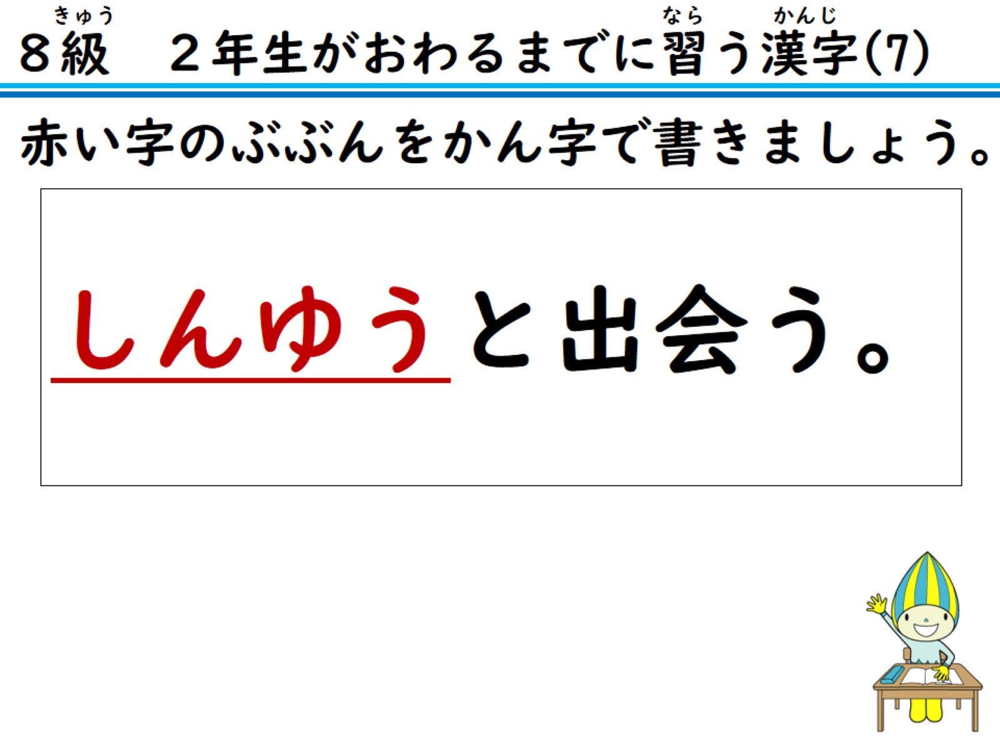 きゅう なら かんじ
８級　２年生がおわるまでに習う漢字(7)
赤い字のぶぶんをかん字で書きましょう。
しんゆうと出会う。